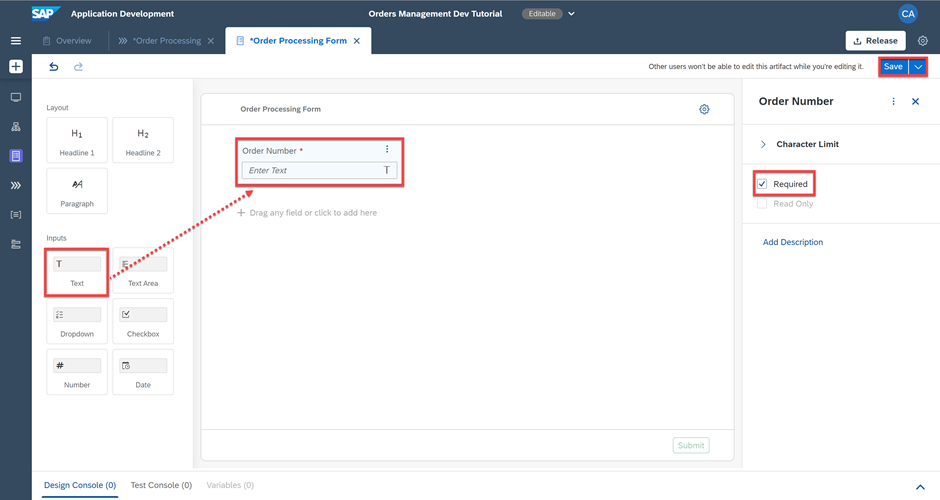 SAP Application Development
Orders Management Dev Tutorial
Editable
CA
Overview
*Order Processing
*Order Processing Form
Release
Other users won't be able to edit this artifact while you're editing it.
Save
Layout
H1
Headline 1
H2
Headline 2
Paragraph
Inputs
T
Text
Text Area
Dropdown
Checkbox
#
Number
Date
Order Processing Form
Order Number *
Enter Text
T
+ Drag any field or click to add here
Submit
Order Number
Character Limit
Required
Read Only
Add Description
Design Console (0)
Test Console (0)
Variables (0)